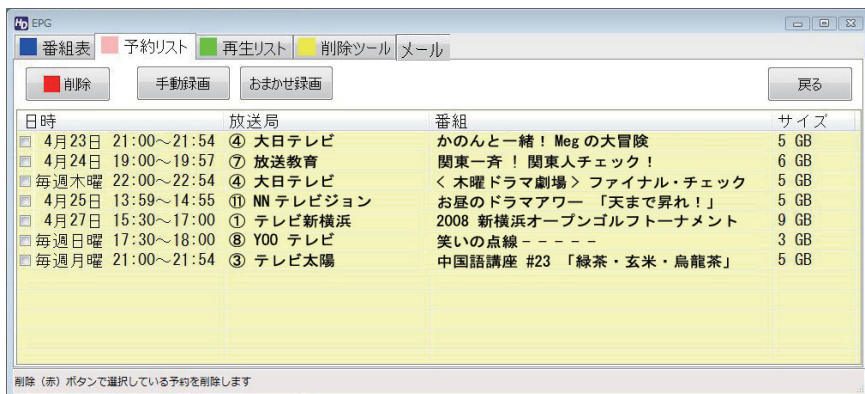 HD EPG
番組表 予約リスト 再生リスト 削除ツール メール
削除 手動録画 おまかせ録画 戻る
日時 放送局 番組 サイズ
4月23日 21:00～21:54 ④ 大日テレビ かのんと一緒！ Meg の大冒険 5 GB
4月24日 19:00～19:57 ⑦ 放送教育 関東一斉 ！ 関東人チェック！ 6 GB
毎週木曜 22:00～22:54 ④ 大日テレビ ＜ 木曜ドラマ劇場＞ ファイナル・チェック 5 GB
4月25日 13:59～14:55 ⑪ NN テレビジョン お昼のドラマアワー 「天まで昇れ！」 5 GB
4月27日 15:30～17:00 ① テレビ新横浜 2008 新横浜オープンゴルフトーナメント 9 GB
毎週日曜 17:30～18:00 ⑧ YOO テレビ 笑いの点線 − − − − − 3 GB
毎週月曜 21:00～21:54 ③ テレビ太陽 中国語講座 #23 「緑茶・玄米・烏龍茶」 5 GB
削除（赤）ボタンで選択している予約を削除します